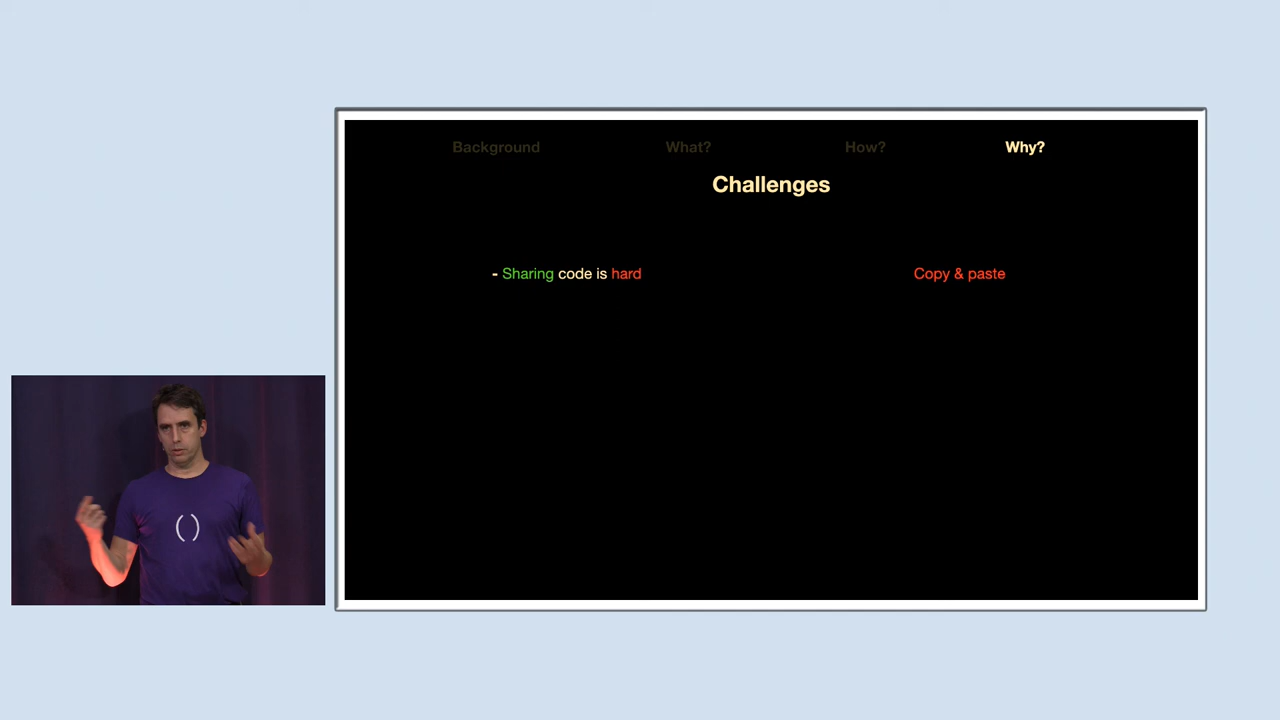 Background What? How? Why?
Challenges
- Sharing code is hard Copy & paste
( )